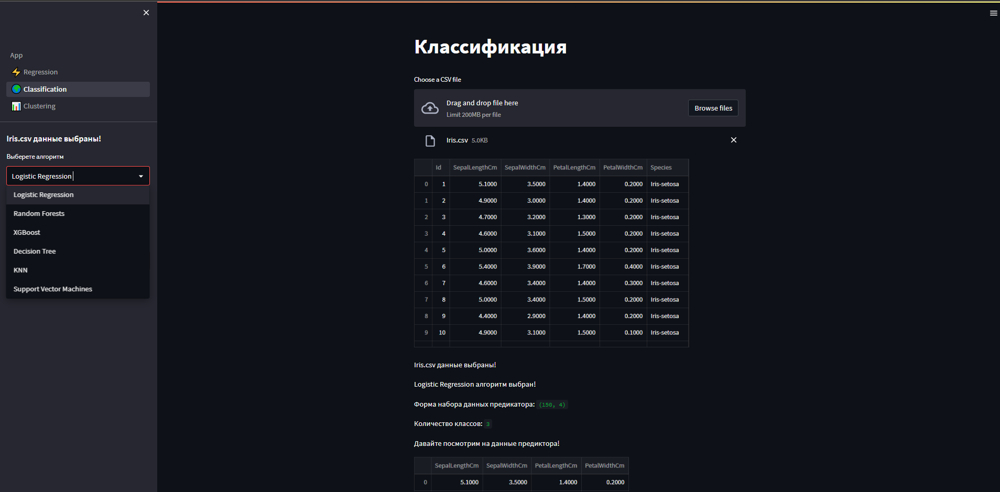 App
Regression
Classification
Clustering
Iris.csv данные выбраны!
Выберете алгоритм
Logistic Regression
Logistic Regression
Random Forests
XGBoost
Decision Tree
KNN
Support Vector Machines
Классификация
Choose a CSV file
Drag and drop file here
Limit 200MB per file
Browse files
Iris.csv 5.0KB
Id SepalLengthCm SepalWidthCm PetalLengthCm PetalWidthCm Species
0 1 5.1000 3.5000 1.4000 0.2000 Iris-setosa
1 2 4.9000 3.0000 1.4000 0.2000 Iris-setosa
2 3 4.7000 3.2000 1.3000 0.2000 Iris-setosa
3 4 4.6000 3.1000 1.5000 0.2000 Iris-setosa
4 5 5.0000 3.6000 1.4000 0.2000 Iris-setosa
5 6 5.4000 3.9000 1.7000 0.4000 Iris-setosa
6 7 4.6000 3.4000 1.4000 0.3000 Iris-setosa
7 8 5.0000 3.4000 1.5000 0.2000 Iris-setosa
8 9 4.4000 2.9000 1.4000 0.2000 Iris-setosa
9 10 4.9000 3.1000 1.5000 0.1000 Iris-setosa
Iris.csv данные выбраны!
Logistic Regression алгоритм выбран!
Форма набора данных предикатора: (150, 4)
Количество классов: 3
Давайте посмотрим на данные предиктора!
SepalLengthCm SepalWidthCm PetalLengthCm PetalWidthCm
0 5.1000 3.5000 1.4000 0.2000